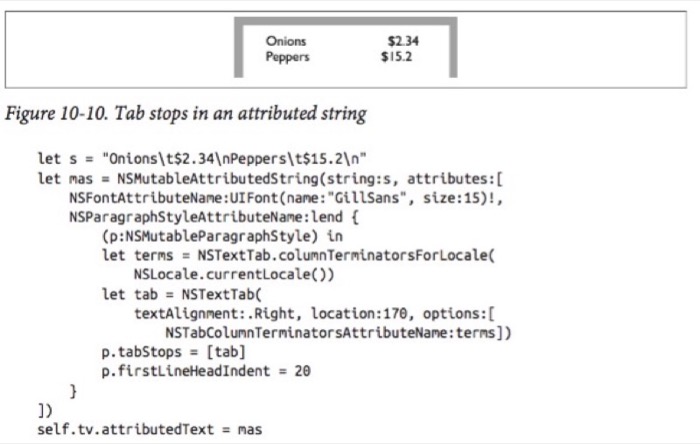 Onions $2.34
Peppers $15.2
Figure 10-10. Tab stops in an attributed string
let s = "Onions\t$2.34\nPeppers\t$15.2\n"
let mas = NSMutableAttributedString(string:s, attributes:[
NSFontAttributeName:UIFont(name:"GillSans", size:15)!,
NSParagraphStyleAttributeName:lend {
(p:NSMutableParagraphStyle) in
let terms = NSTextTab.columnTerminatorsForLocale(
NSLocale.currentLocale())
let tab = NSTextTab(
textAlignment:.Right, location:170, options:[
NSTabColumnTerminatorsAttributeName:terms])
p.tabStops = [tab]
p.firstLineHeadIndent = 20
}
])
self.tv.attributedText = mas